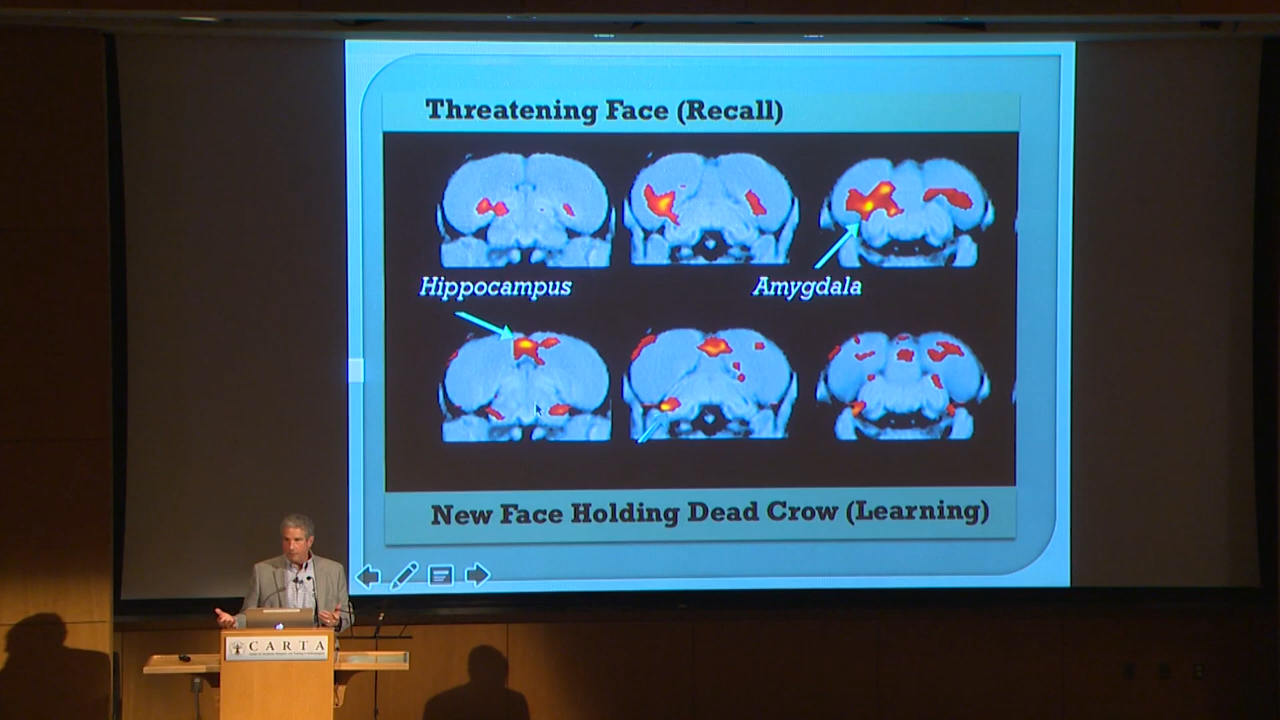 Threatening Face (Recall)
Hippocampus
Amygdala
New Face Holding Dead Crow (Learning)
CARTA